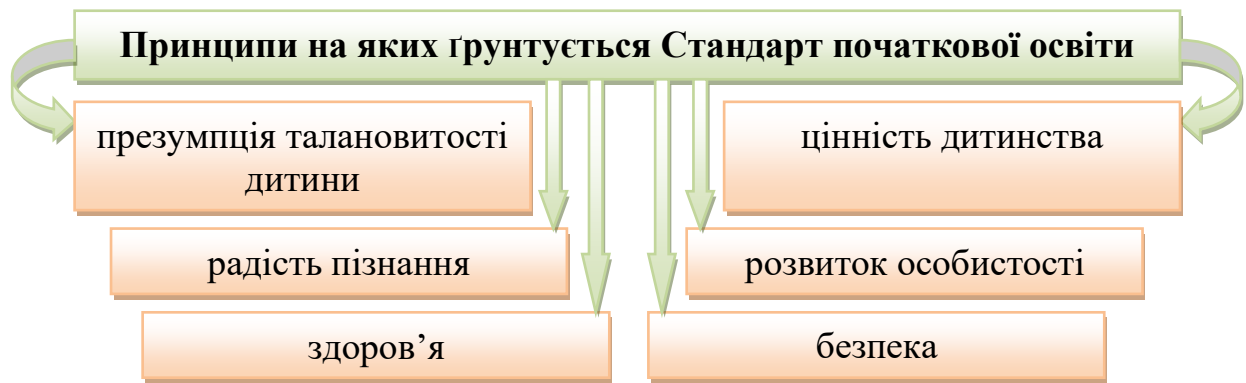 Принципи на яких ґрунтується Стандарт початкової освіти
презумпція талановитості
дитини
цінність дитинства
радість пізнання
розвиток особистості
здоров’я
безпека